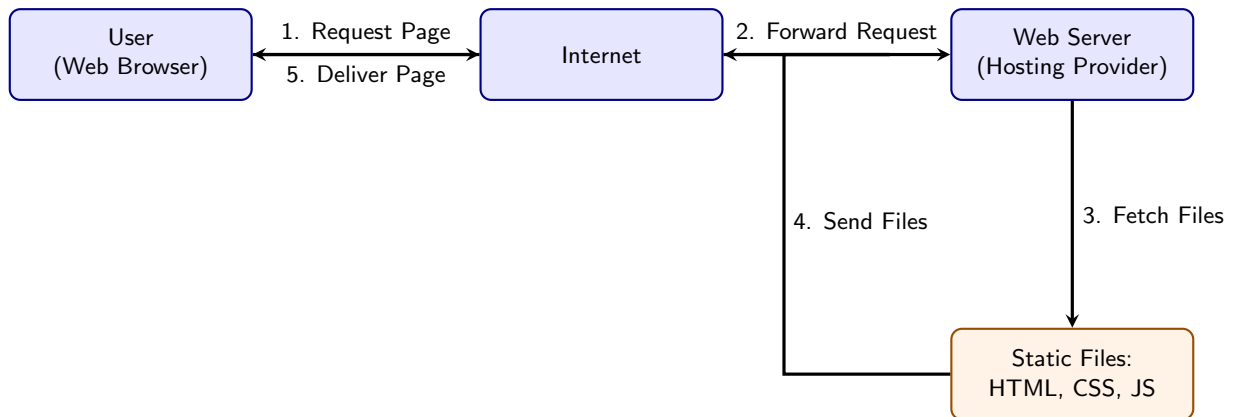 User
(Web Browser)
1. Request Page
5. Deliver Page
Internet
2. Forward Request
Web Server
(Hosting Provider)
4. Send Files
3. Fetch Files
Static Files:
HTML, CSS, JS